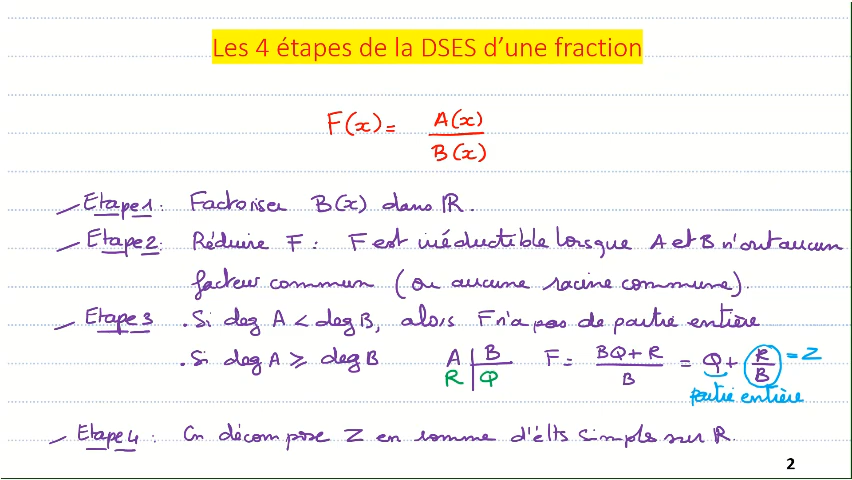 Les 4 étapes de la DSES d'une fraction
F(x) = A(x) / B(x)
Etape 1 : Factoriser B(x) dans ℝ.
Etape 2 : Réduire F : F est irréductible lorsque A et B n'ont aucun
facteur commun (ou aucune racine commune).
Etape 3 . Si deg A < deg B, alors F n'a pas de partie entière
. Si deg A ⩾ deg B A | B F = (BQ + R) / B = Q + R/B = Z
R | Q partie entière
Etape 4 : On décompose Z en somme d'élts simples sur ℝ.
2